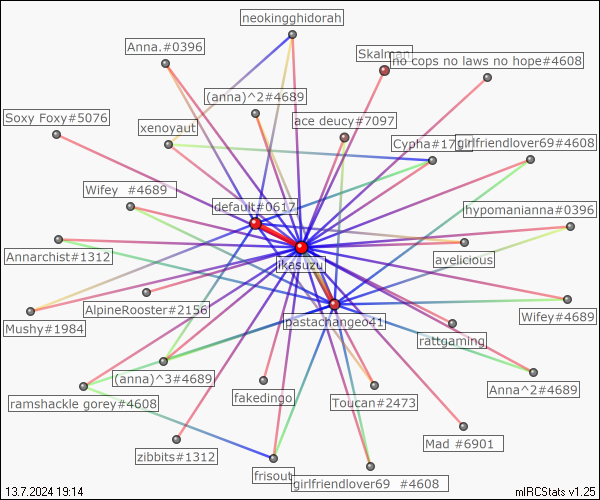 neokingghidorah
Anna.#0396
Skalman
no cops no laws no hope#4608
(anna)^2#4689
Soxy Foxy#5076
ace deucy#7097
xenoyaut
girlfriendlover69#4608
Wifey #4689
default#0617
hypomanianna#0396
Annarchist#1312
avelicious
ikasuzu
AlpineRooster#2156
Mushy#1984
pastachangeo41
Wifey#4689
rattgaming
(anna)^3#4689
Anna^2#4689
ramshackle gorey#4608
fakedingo
Toucan#2473
zibbits#1312
Mad #6901
frisout
girlfriendlover69 #4608
13.7.2024 19:14
mIRCStats v1.25